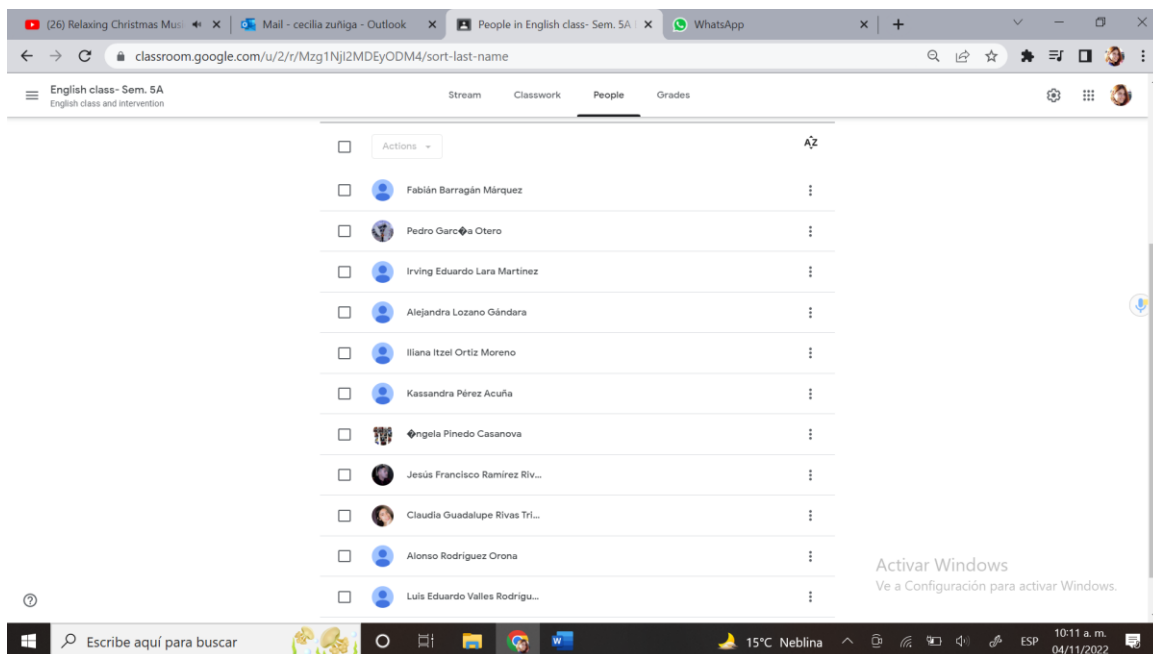 (26) Relaxing Christmas Mus
Mail - cecilia zuñiga - Outlook
People in English class- Sem. 5A
WhatsApp
classroom.google.com/u/2/r/Mzg1NjI2MDEyODM4/sort-last-name
English class- Sem. 5A
English class and intervention
Stream Classwork People Grades
Actions
AZ
Fabián Barragán Márquez
Pedro Garc�a Otero
Irving Eduardo Lara Martínez
Alejandra Lozano Gándara
Iliana Itzel Ortiz Moreno
Kassandra Pérez Acuña
�ngela Pinedo Casanova
Jesús Francisco Ramírez Riv...
Claudia Guadalupe Rivas Tri...
Alonso Rodríguez Orona
Luis Eduardo Valles Rodrígu...
Activar Windows
Ve a Configuración para activar Windows.
Escribe aquí para buscar
W
15°C Neblina
ESP
10:11 a. m.
04/11/2022